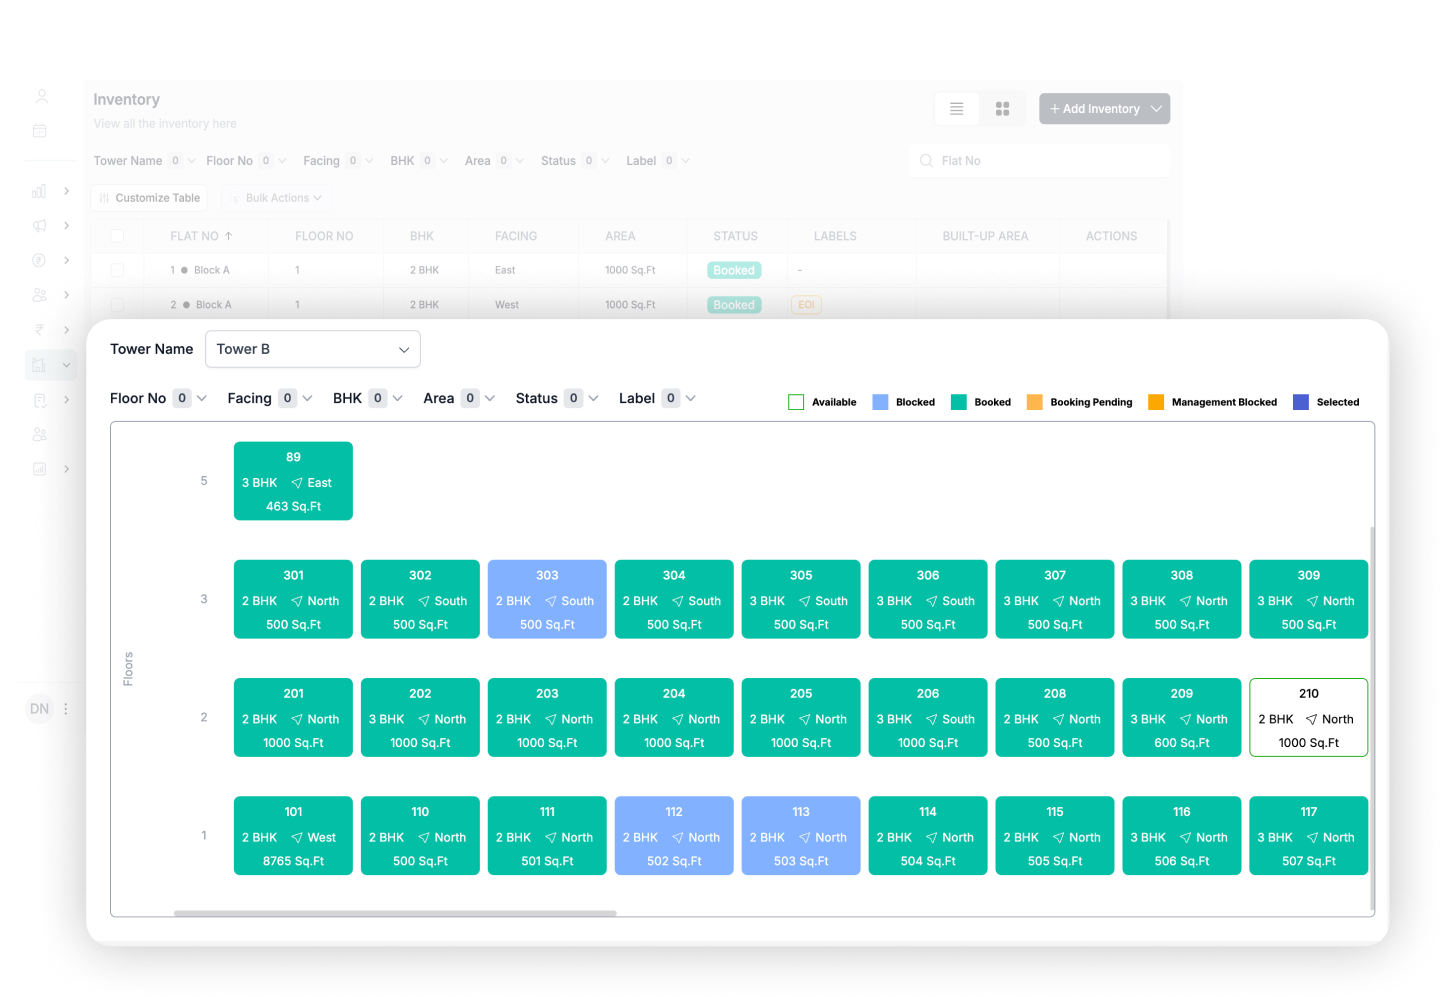 Inventory
View all the inventory here
+ Add Inventory
Tower Name 0 Floor No 0 Facing 0 BHK 0 Area 0 Status 0 Label 0 Flat No
Customize Table Bulk Actions
FLAT NO ↑ FLOOR NO BHK FACING AREA STATUS LABELS BUILT-UP AREA ACTIONS
1 ● Block A 1 2 BHK East 1000 Sq.Ft Booked -
2 ● Block A 1 2 BHK West 1000 Sq.Ft Booked EOI
DN
Tower Name Tower B
Floor No 0 Facing 0 BHK 0 Area 0 Status 0 Label 0
Available Blocked Booked Booking Pending Management Blocked Selected
Floors
89
5 3 BHK East
463 Sq.Ft
301 302 303 304 305 306 307 308 309
3 2 BHK North 2 BHK South 2 BHK South 2 BHK South 3 BHK South 3 BHK South 3 BHK North 3 BHK North 3 BHK North
500 Sq.Ft 500 Sq.Ft 500 Sq.Ft 500 Sq.Ft 500 Sq.Ft 500 Sq.Ft 500 Sq.Ft 500 Sq.Ft 500 Sq.Ft
201 202 203 204 205 206 208 209 210
2 2 BHK North 3 BHK North 2 BHK North 2 BHK North 2 BHK North 3 BHK South 2 BHK North 3 BHK North 2 BHK North
1000 Sq.Ft 1000 Sq.Ft 1000 Sq.Ft 1000 Sq.Ft 1000 Sq.Ft 1000 Sq.Ft 500 Sq.Ft 600 Sq.Ft 1000 Sq.Ft
101 110 111 112 113 114 115 116 117
1 2 BHK West 2 BHK North 2 BHK North 2 BHK North 2 BHK North 2 BHK North 2 BHK North 3 BHK North 3 BHK North
8765 Sq.Ft 500 Sq.Ft 501 Sq.Ft 502 Sq.Ft 503 Sq.Ft 504 Sq.Ft 505 Sq.Ft 506 Sq.Ft 507 Sq.Ft